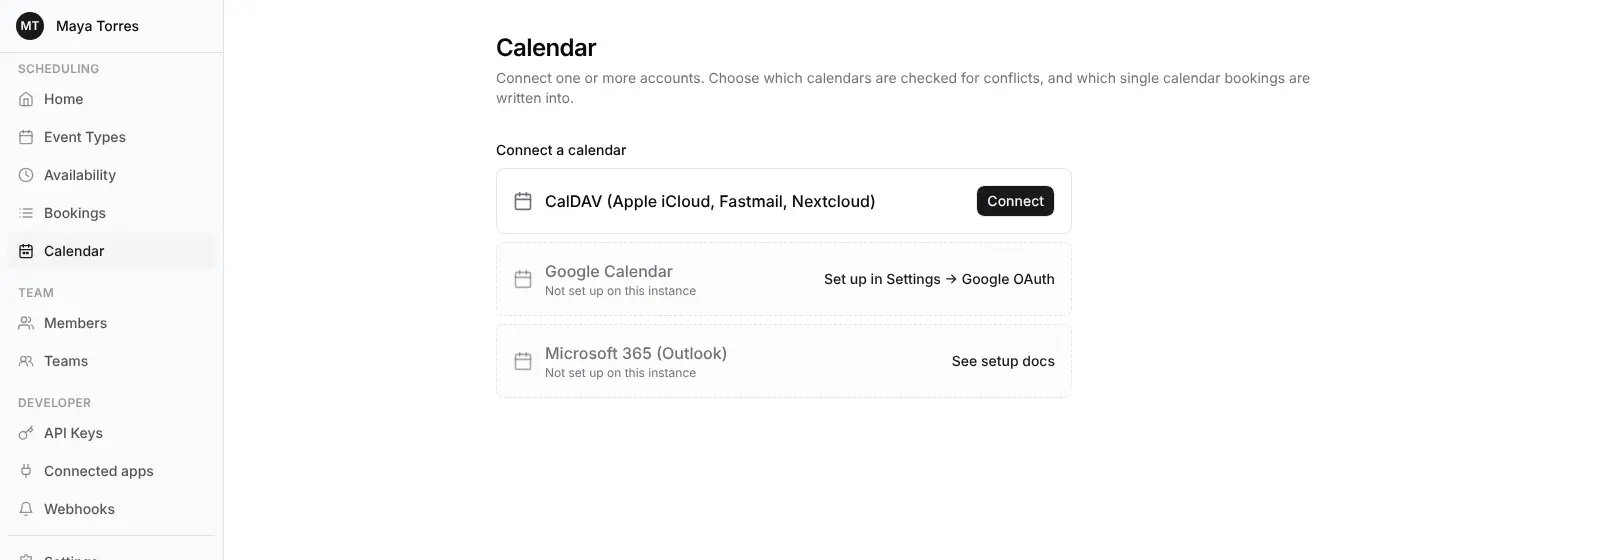 MT Maya Torres
SCHEDULING
Home
Event Types
Availability
Bookings
Calendar
TEAM
Members
Teams
DEVELOPER
API Keys
Connected apps
Webhooks
Settings
Calendar
Connect one or more accounts. Choose which calendars are checked for conflicts, and which single calendar bookings are
written into.
Connect a calendar
CalDAV (Apple iCloud, Fastmail, Nextcloud)
Connect
Google Calendar
Not set up on this instance
Set up in Settings → Google OAuth
Microsoft 365 (Outlook)
Not set up on this instance
See setup docs